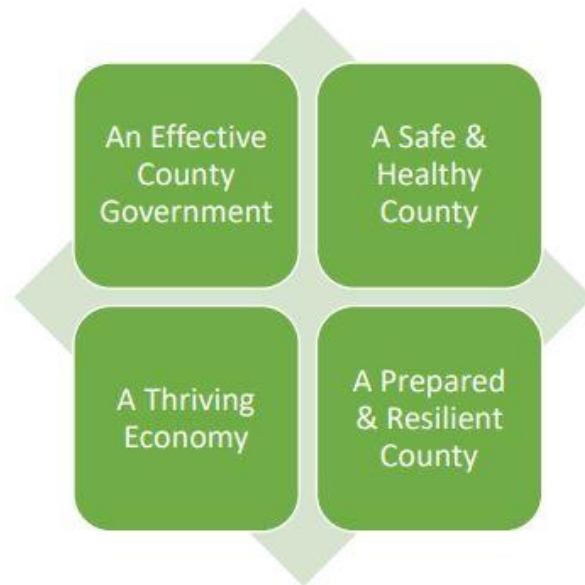 An Effective
County
Government
A Safe &
Healthy
County
A Thriving
Economy
A Prepared
& Resilient
County